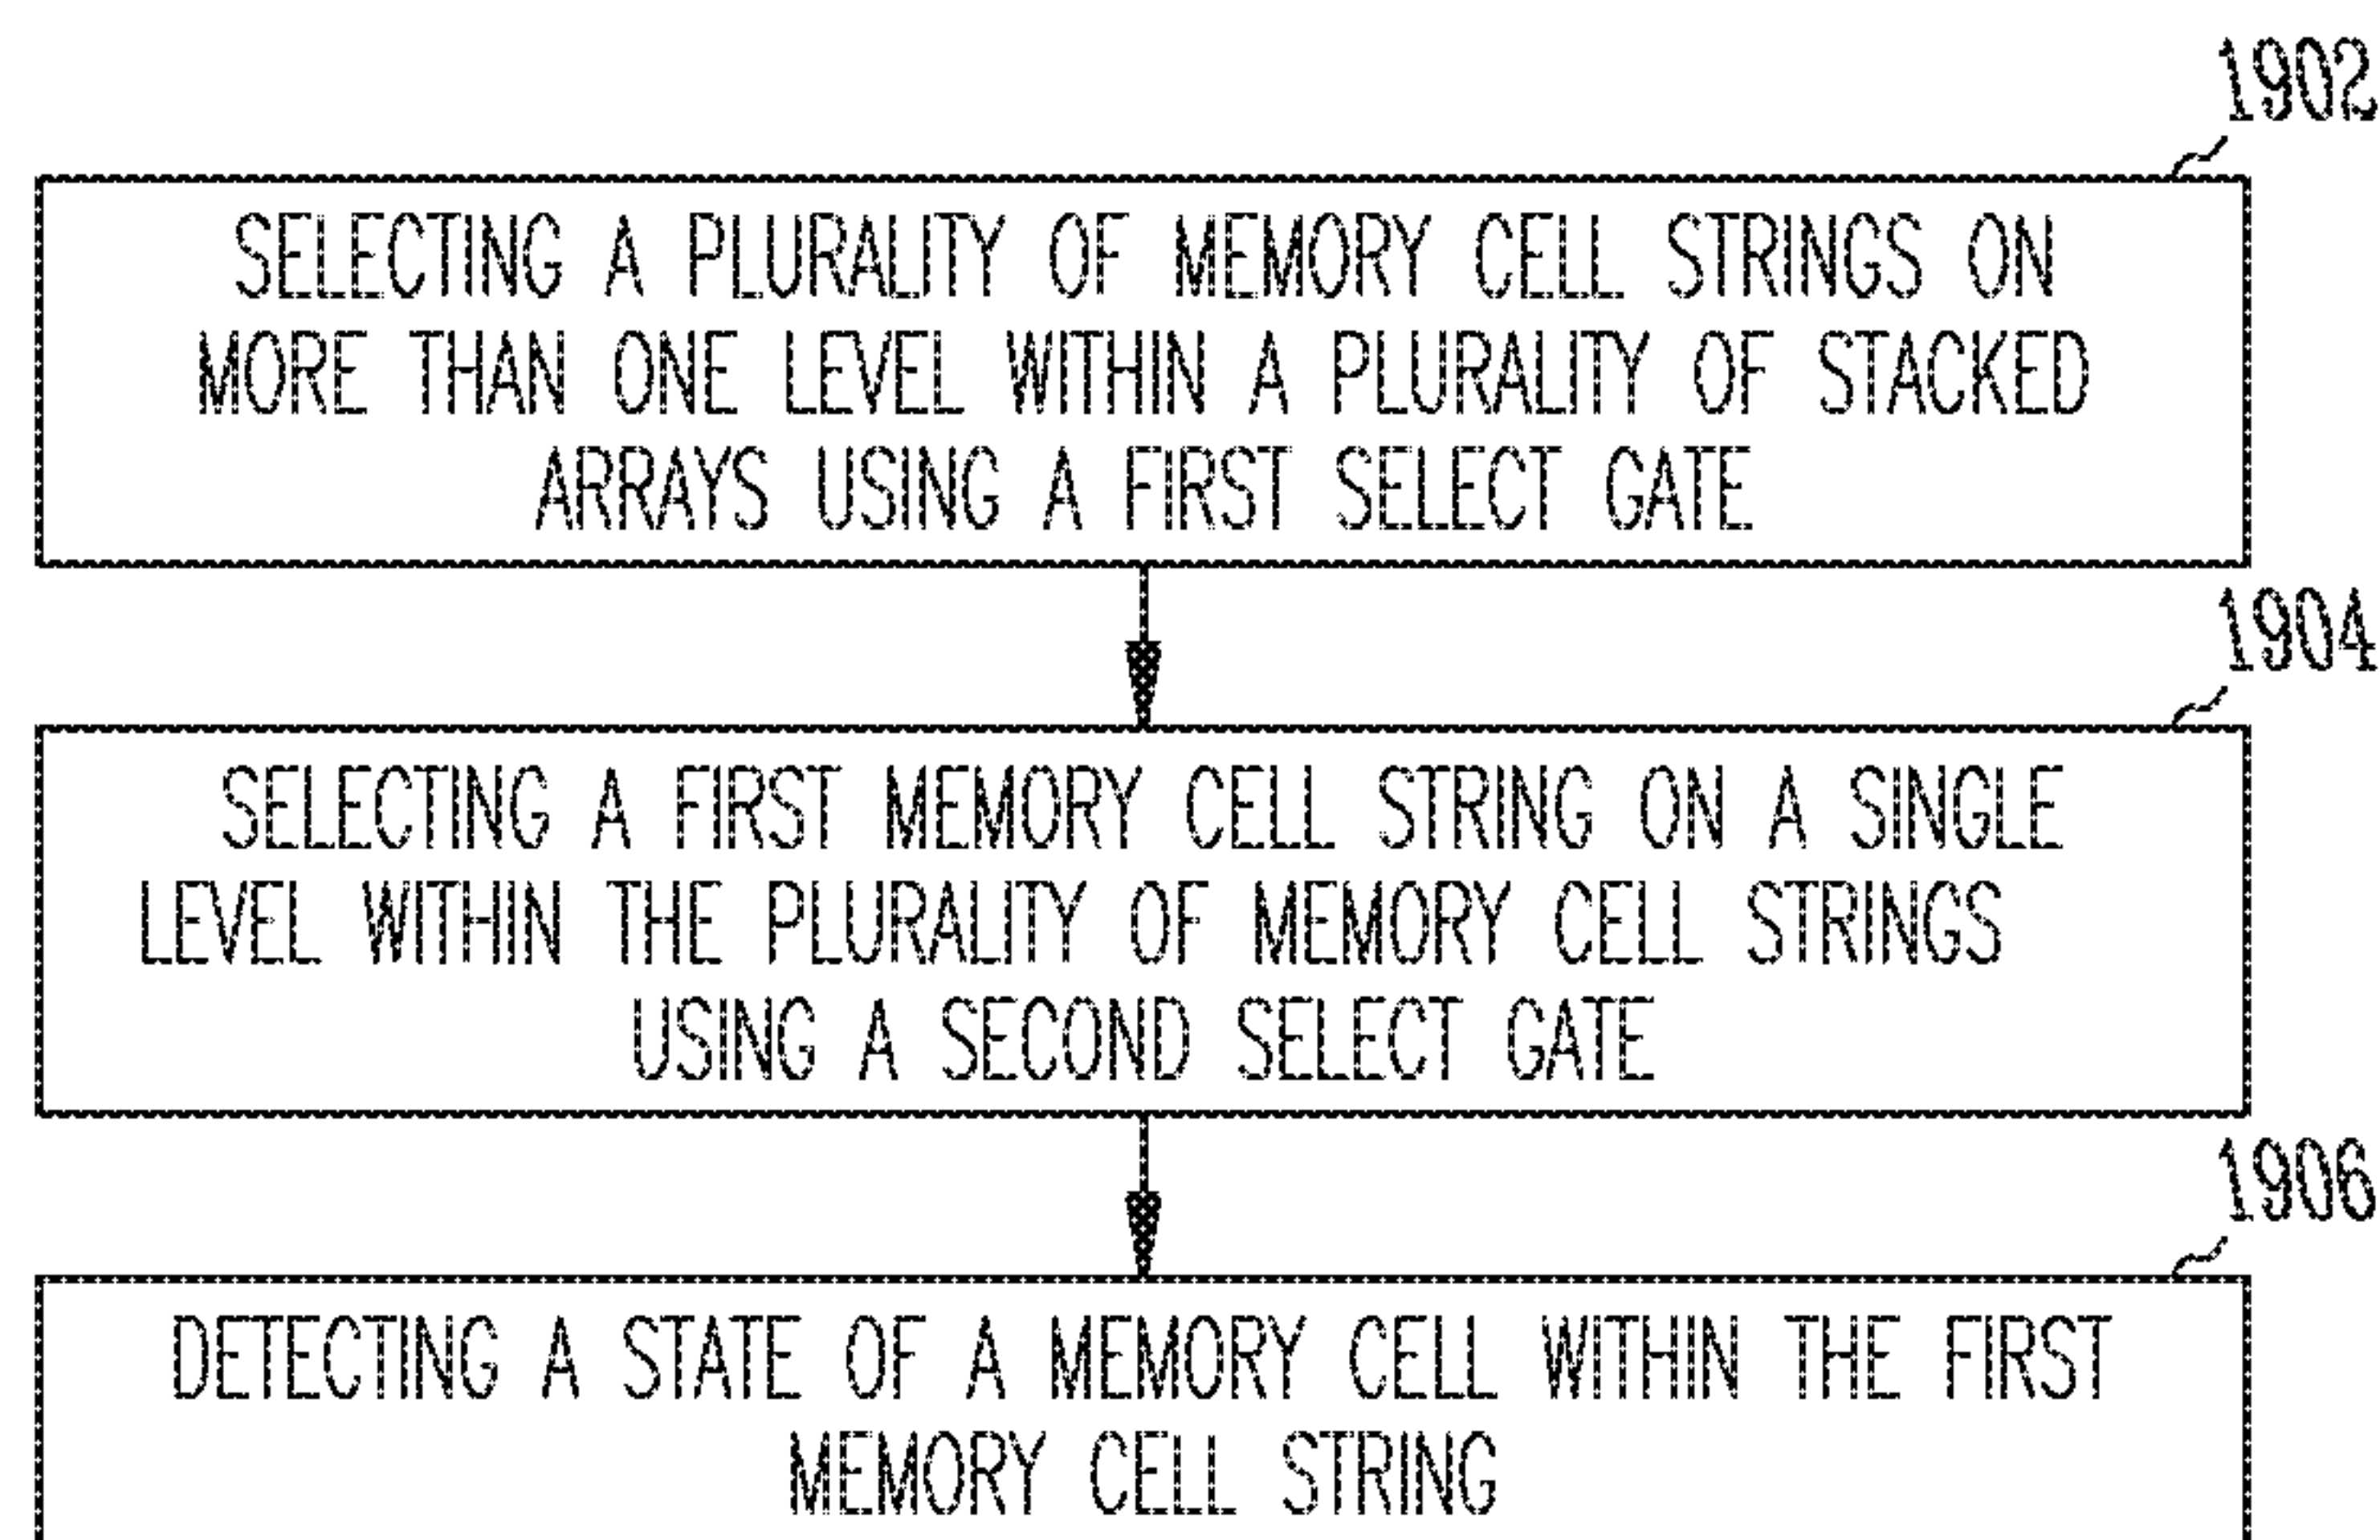 1902
SELECTING A PLURALITY OF MEMORY CELL STRINGS ON
MORE THAN ONE LEVEL WITHIN A PLURALITY OF STACKED
ARRAYS USING A FIRST SELECT GATE
1904
SELECTING A FIRST MEMORY CELL STRING ON A SINGLE
LEVEL WITHIN THE PLURALITY OF MEMORY CELL STRINGS
USING A SECOND SELECT GATE
1906
DETECTING A STATE OF A MEMORY CELL WITHIN THE FIRST
MEMORY CELL STRING